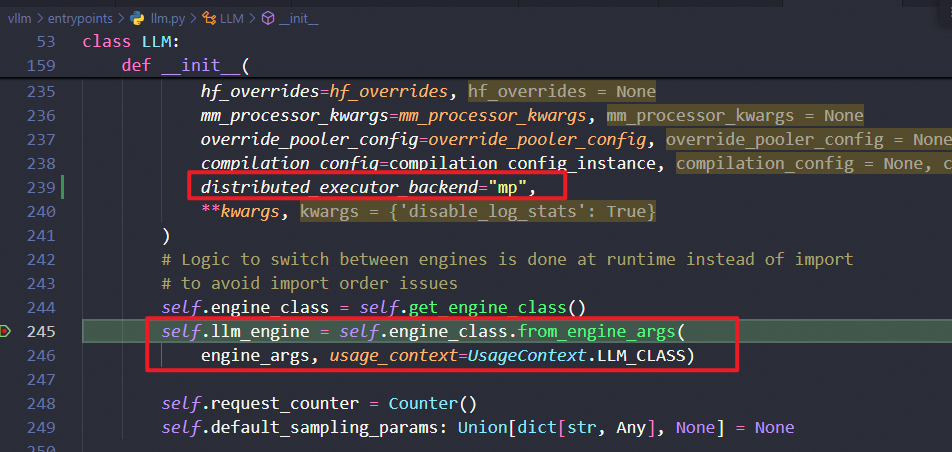 vllm > entrypoints > llm.py > LLM > __init__
53 class LLM:
159 def __init__(
235 hf_overrides=hf_overrides, hf_overrides = None
236 mm_processor_kwargs=mm_processor_kwargs, mm_processor_kwargs = None
237 override_pooler_config=override_pooler_config, override_pooler_config = None
238 compilation_config=compilation_config_instance, compilation_config = None, c
239 distributed_executor_backend="mp",
240 **kwargs, kwargs = {'disable_log_stats': True}
241 )
242 # Logic to switch between engines is done at runtime instead of import
243 # to avoid import order issues
244 self.engine_class = self.get_engine_class()
245 self.llm_engine = self.engine_class.from_engine_args(
246 engine_args, usage_context=UsageContext.LLM_CLASS)
247
248 self.request_counter = Counter()
249 self.default_sampling_params: Union[dict[str, Any], None] = None
250